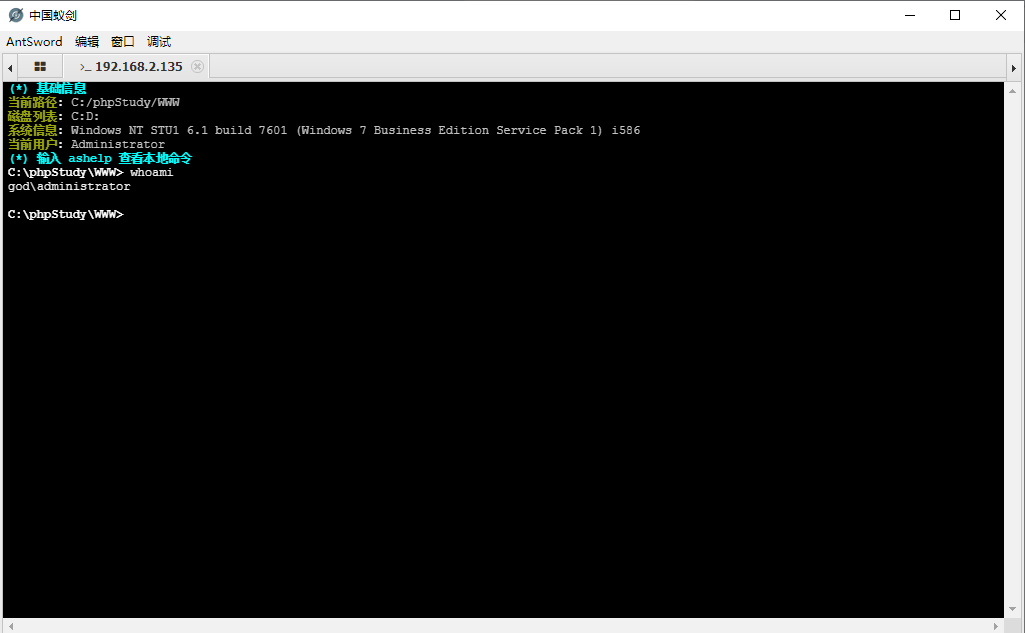 中国蚁剑
AntSword 编辑 窗口 调试
>_ 192.168.2.135
(*) 基础信息
当前路径: C:/phpStudy/WWW
磁盘列表: C:D:
系统信息: Windows NT STU1 6.1 build 7601 (Windows 7 Business Edition Service Pack 1) i586
当前用户: Administrator
(*) 输入 ashelp 查看本地命令
C:\phpStudy\WWW> whoami
god\administrator
C:\phpStudy\WWW>